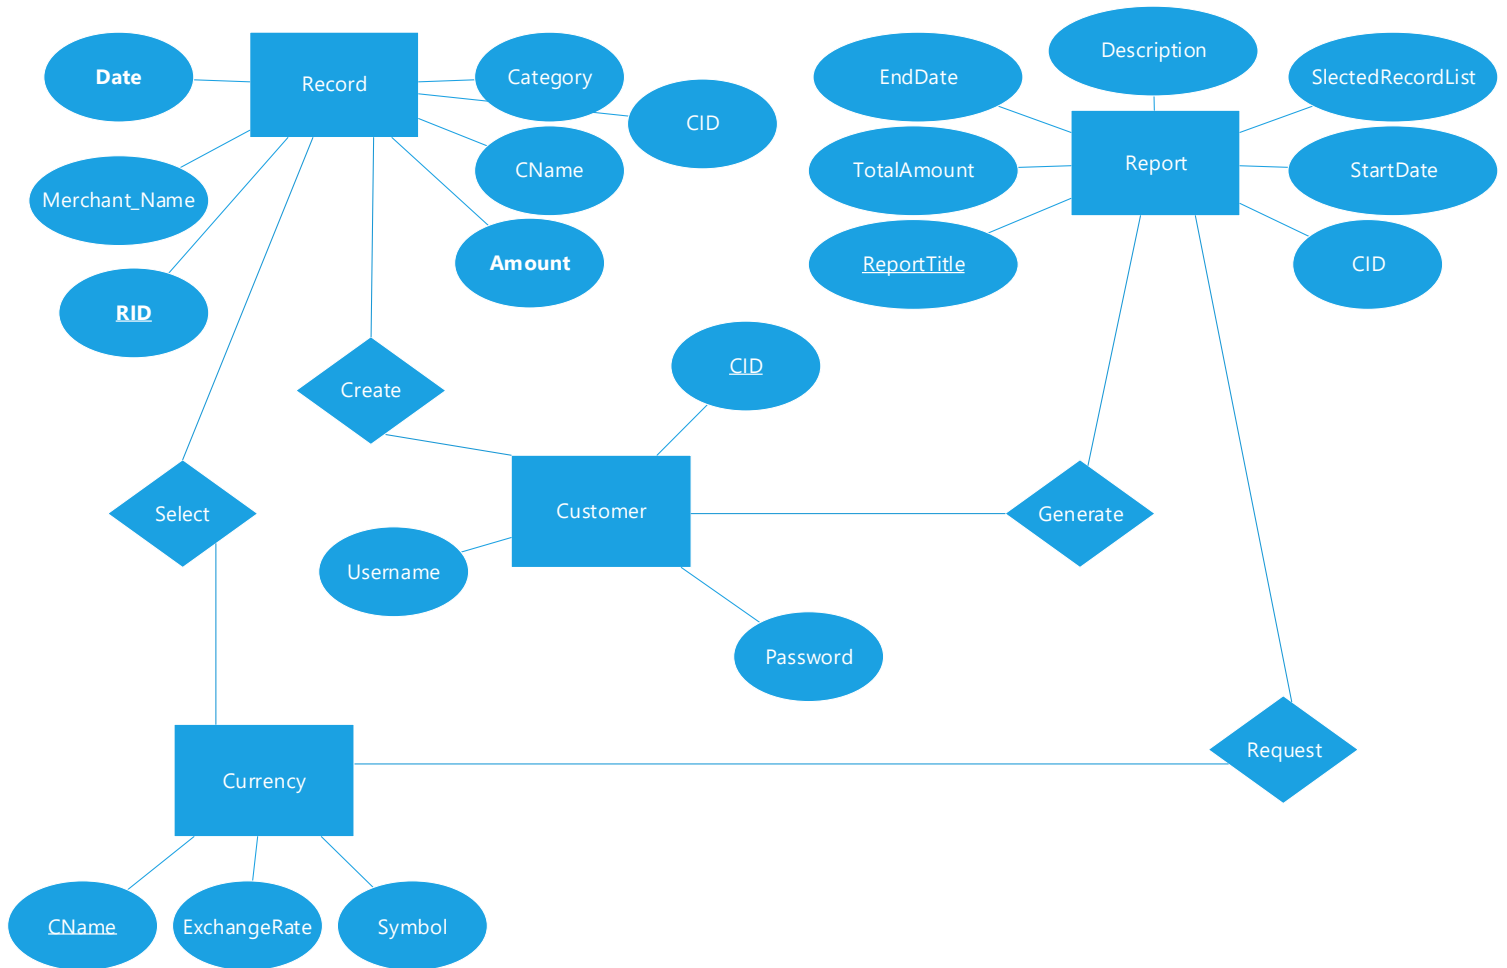 Date
Record
Category
CID
Merchant_Name
CName
RID
Amount
EndDate
Description
SlectedRecordList
TotalAmount
Report
StartDate
ReportTitle
CID
Create
CID
Select
Customer
Generate
Username
Password
Currency
Request
CName
ExchangeRate
Symbol